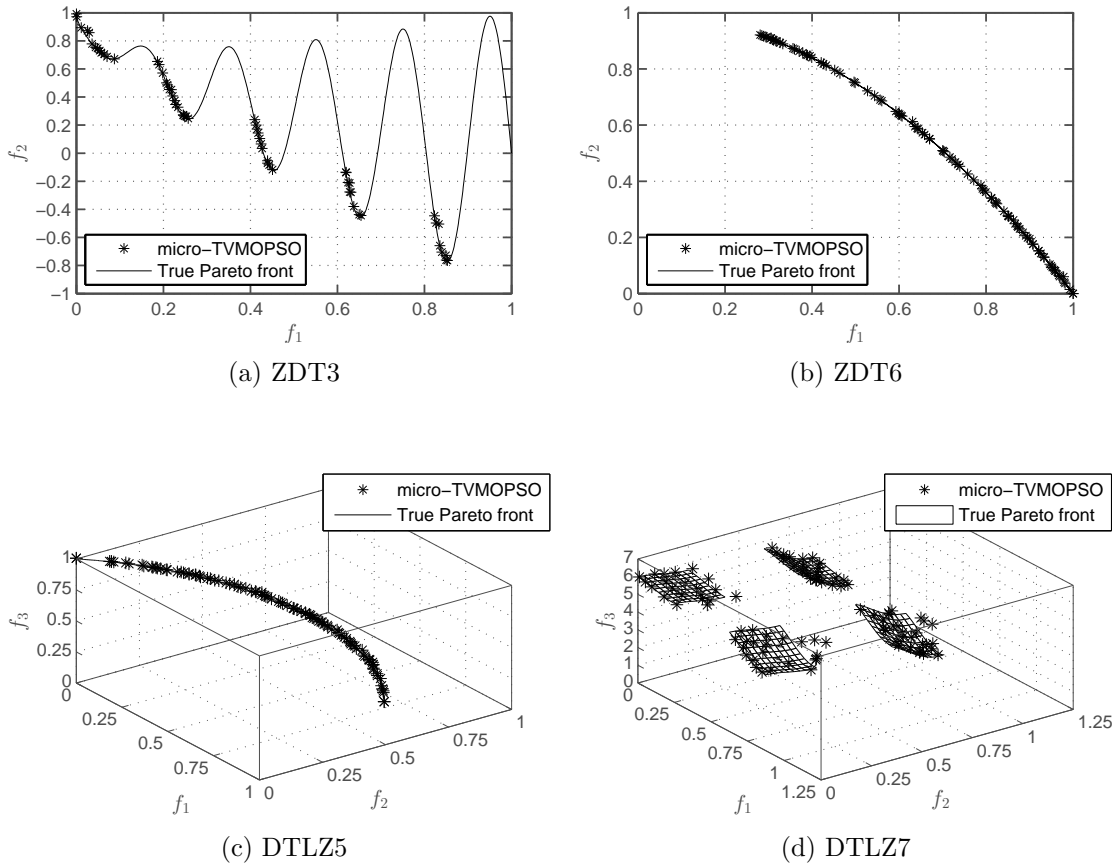 1
0.8
0.6
0.4
0.2
0
−0.2
−0.4
−0.6
−0.8
−1
f2
0 0.2 0.4 0.6 0.8 1
f1
micro−TVMOPSO
True Pareto front
(a) ZDT3
1
0.8
0.6
0.4
0.2
0
f2
0 0.2 0.4 0.6 0.8 1
f1
micro−TVMOPSO
True Pareto front
(b) ZDT6
micro−TVMOPSO
True Pareto front
1
0.75
0.5
0.25
0
f3
0 0.25 0.5 0.75 1
f1
0 0.25 0.5 0.75 1
f2
(c) DTLZ5
micro−TVMOPSO
True Pareto front
7
6
5
4
3
2
1
0
f3
0 0.25 0.5 0.75 1 1.25
f1
0 0.25 0.5 0.75 1 1.25
f2
(d) DTLZ7